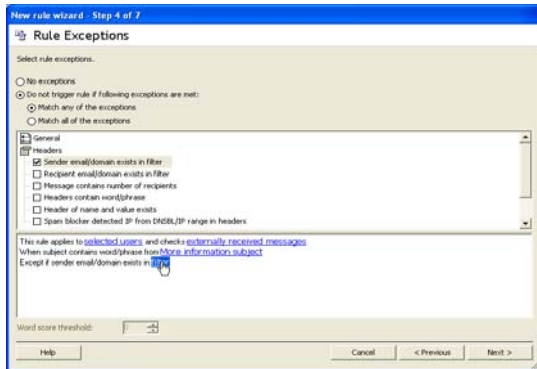 New rule wizard - Step 4 of 7
Rule Exceptions
Select rule exceptions.
No exceptions
Do not trigger rule if following exceptions are met:
Match any of the exceptions
Match all of the exceptions
General
Headers
Sender email/domain exists in filter
Recipient email/domain exists in filter
Message contains number of recipients
Headers contain word/phrase
Header of name and value exists
Spam blocker detected IP from DNSBL/IP range in headers
This rule applies to selected users and checks externally received messages
When subject contains word/phrase from More information subject
Except if sender email/domain exists in filter
Word score threshold: 0
Help Cancel < Previous Next >